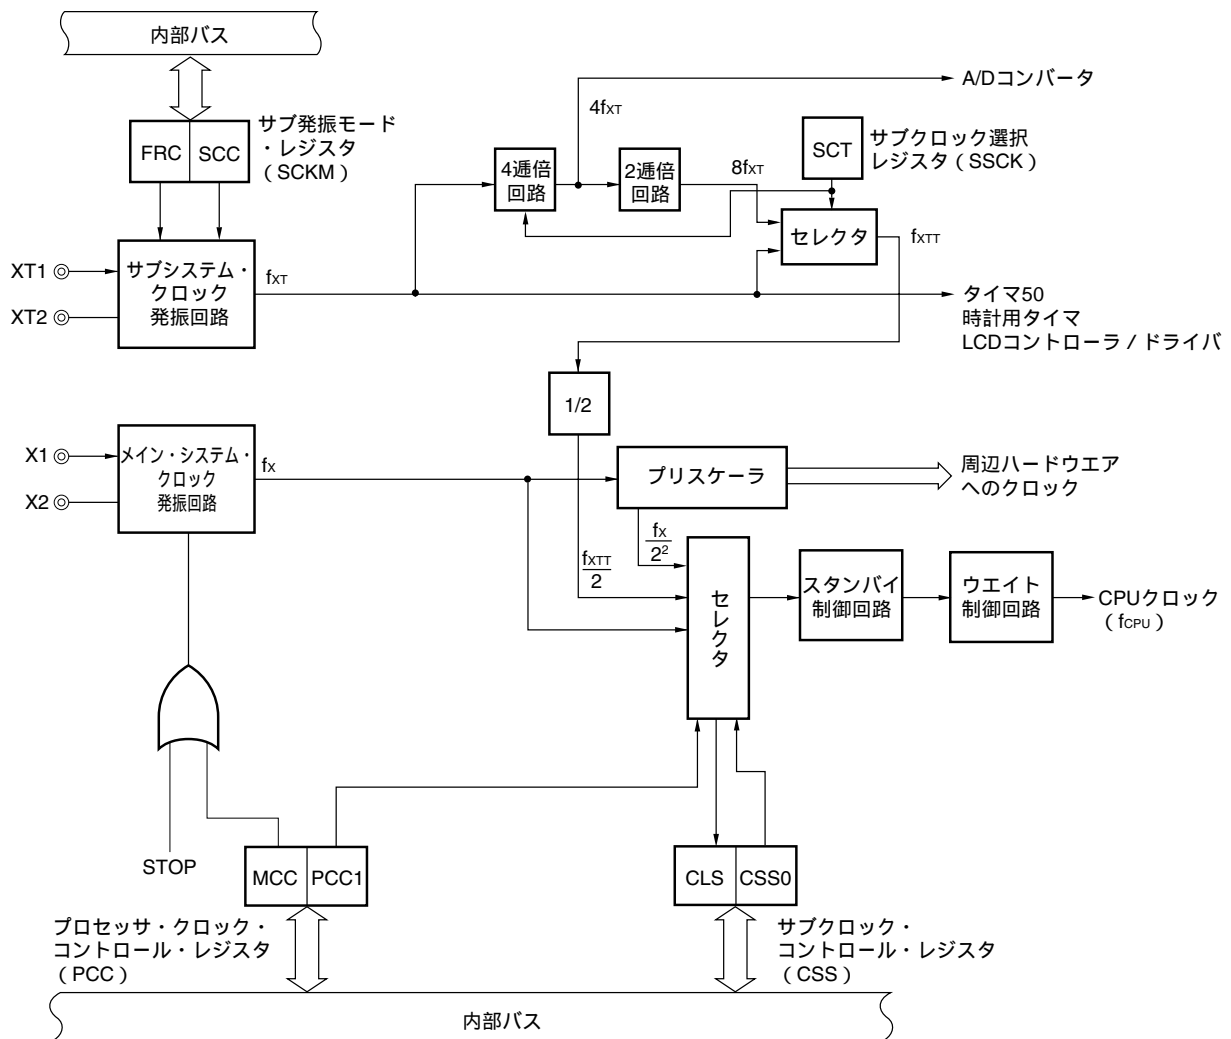 内部バス
FRC
SCC
サブ発振モード
・レジスタ
（SCKM）
4fXT
A/Dコンバータ
4逓倍
回路
2逓倍
回路
8fXT
SCT
サブクロック選択
レジスタ（SSCK）
セレクタ
fXTT
XT1
XT2
サブシステム・
クロック
発振回路
fXT
タイマ50
時計用タイマ
LCDコントローラ / ドライバ
1/2
X1
X2
メイン・システム・
クロック
発振回路
fX
プリスケーラ
周辺ハードウエア
へのクロック
fX
2²
fXTT
2
セレクタ
スタンバイ
制御回路
ウエイト
制御回路
CPUクロック
（fCPU）
STOP
MCC
PCC1
CLS
CSS0
プロセッサ・クロック・
コントロール・レジスタ
（PCC）
サブクロック・
コントロール・レジスタ
（CSS）
内部バス